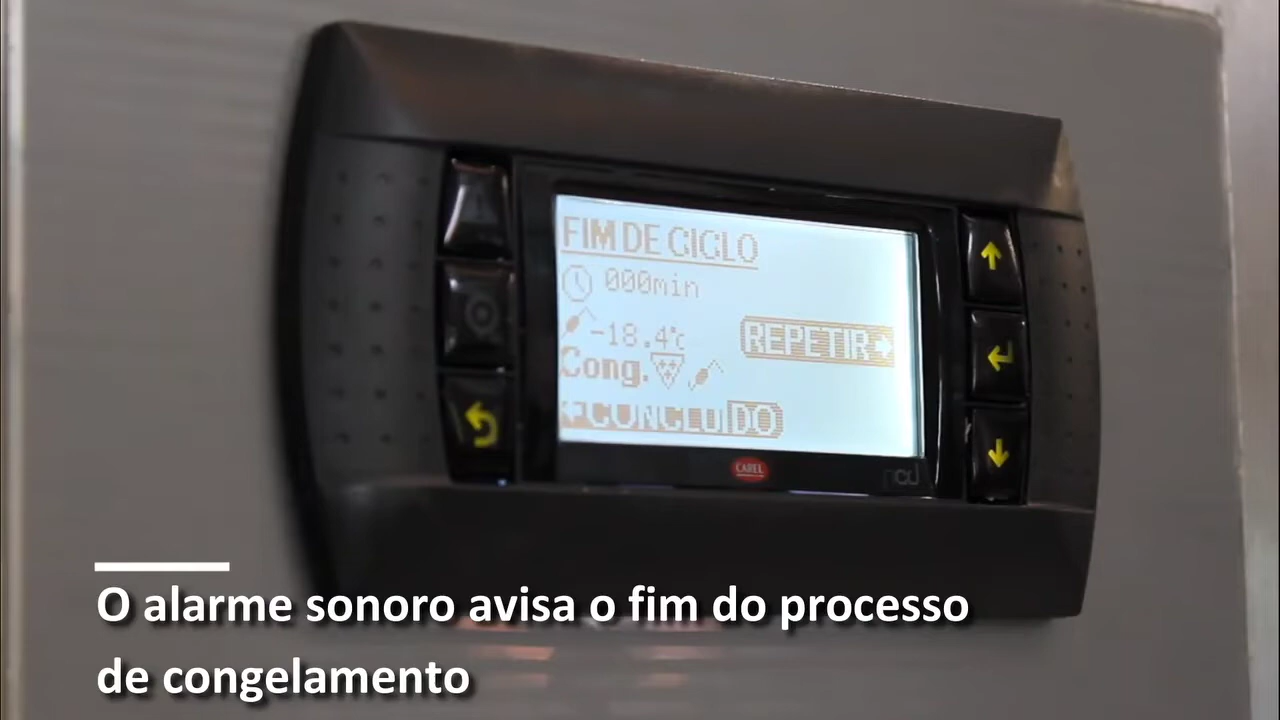 FIM DE CICLO
000min
-18.4°c
REPETIR
Cong.
CONCLUIDO
CAREL
O alarme sonoro avisa o fim do processo
de congelamento